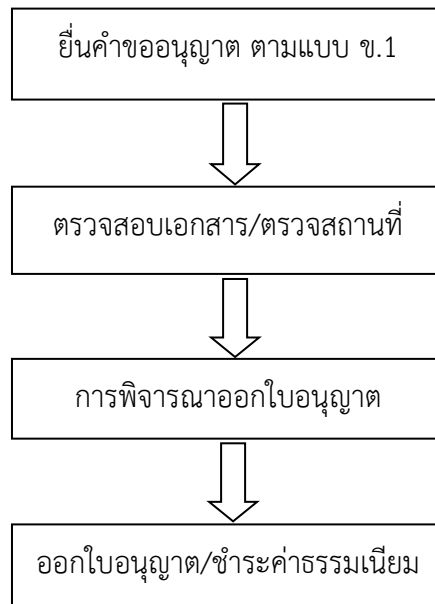 ยื่นคำขออนุญาต ตามแบบ ข.1
ตรวจสอบเอกสาร/ตรวจสถานที่
การพิจารณาออกใบอนุญาต
ออกใบอนุญาต/ชำระค่าธรรมเนียม